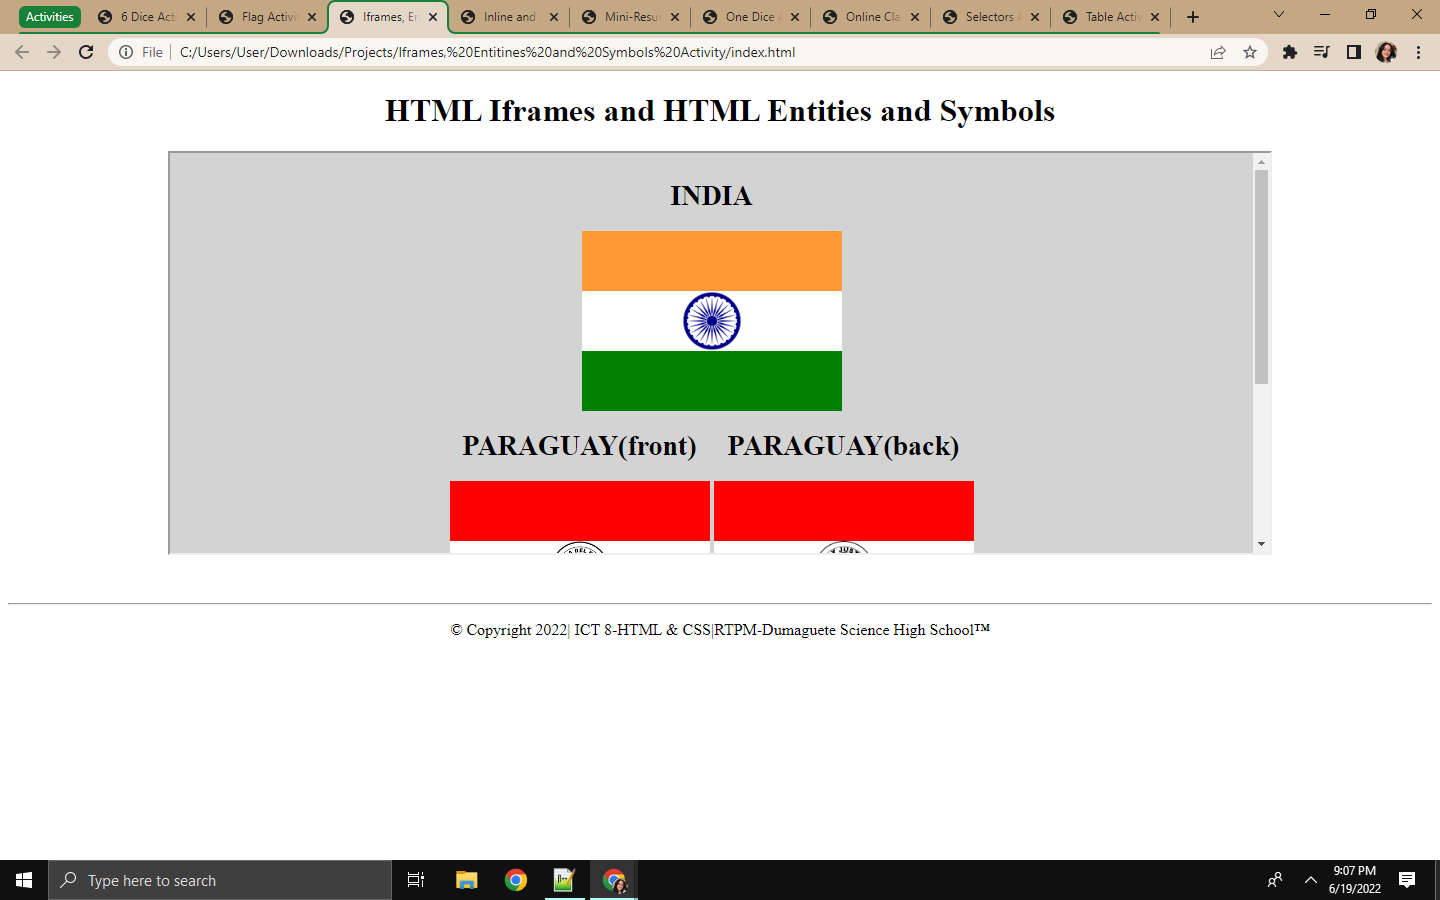 Activities
6 Dice Acti
Flag Activit
Iframes, En
Inline and
Mini-Resu
One Dice A
Online Cla
Selectors A
Table Activ
File
C:/Users/User/Downloads/Projects/Iframes,%20Entitines%20and%20Symbols%20Activity/index.html
HTML Iframes and HTML Entities and Symbols
INDIA
PARAGUAY(front) PARAGUAY(back)
© Copyright 2022| ICT 8-HTML & CSS|RTPM-Dumaguete Science High School™
Type here to search
9:07 PM
6/19/2022